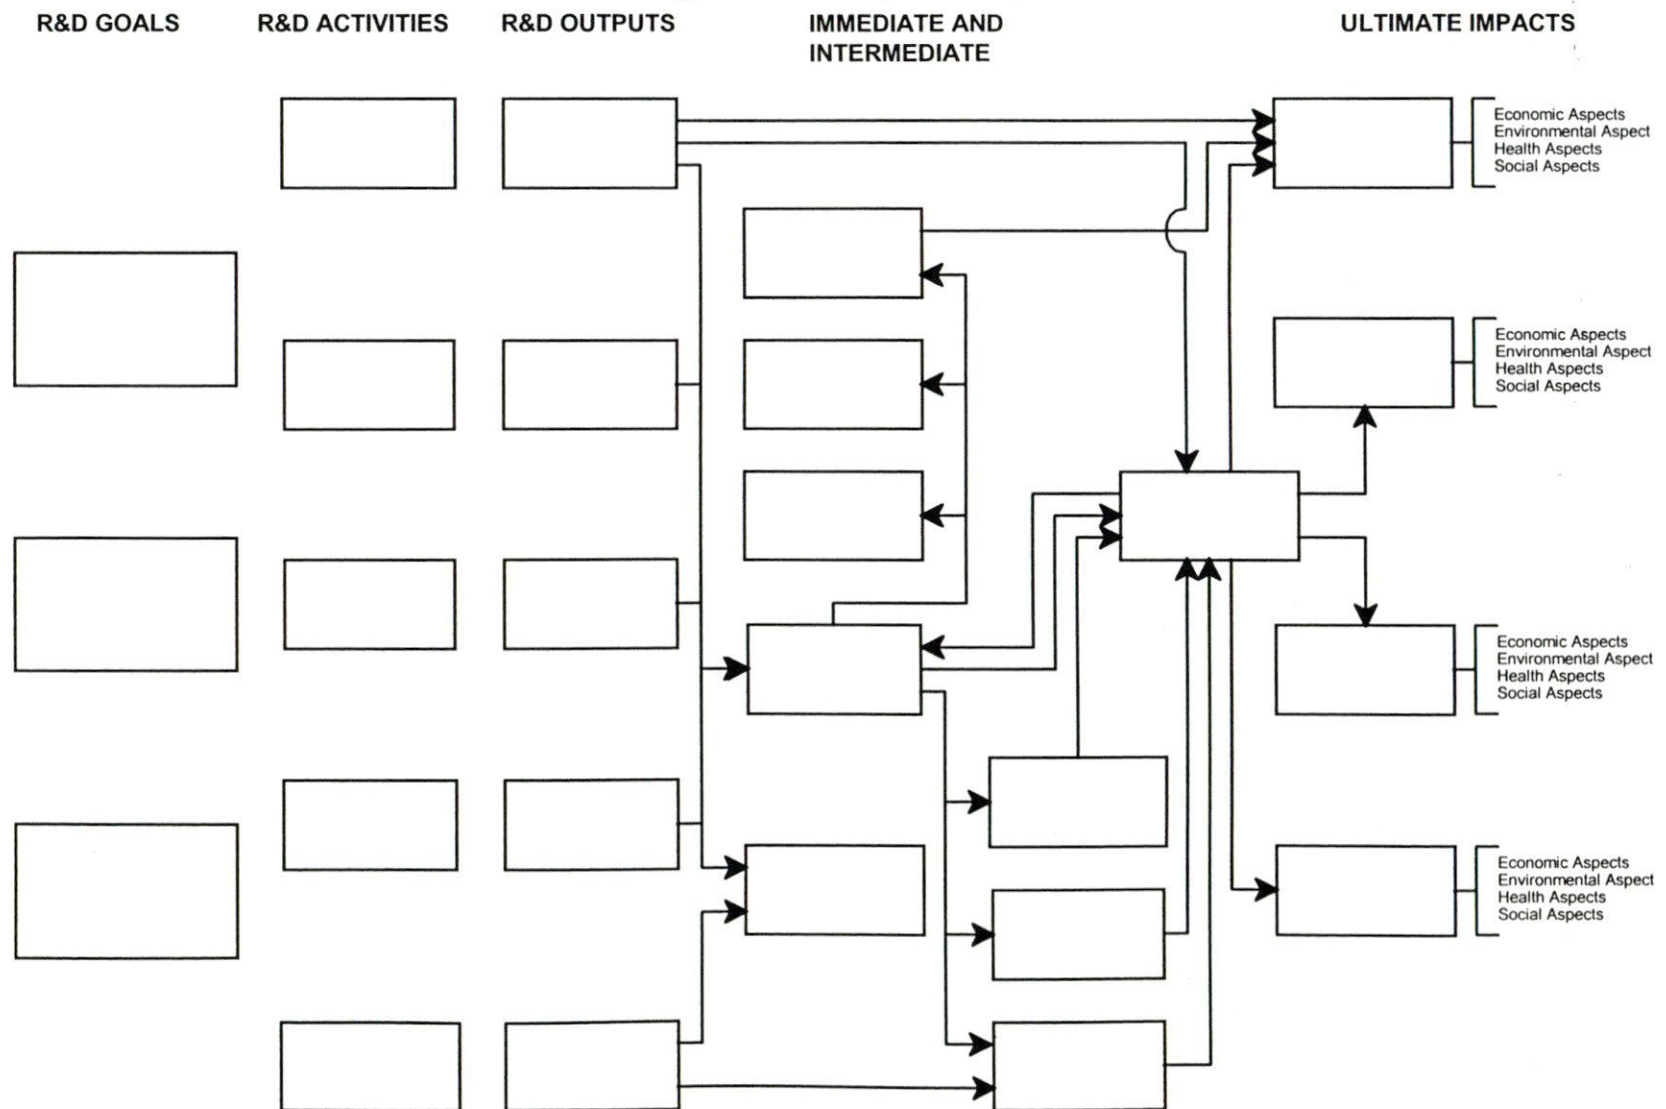 R&D GOALS
R&D ACTIVITIES
R&D OUTPUTS
IMMEDIATE AND
INTERMEDIATE
ULTIMATE IMPACTS
Economic Aspects
Environmental Aspect
Health Aspects
Social Aspects
Economic Aspects
Environmental Aspect
Health Aspects
Social Aspects
Economic Aspects
Environmental Aspect
Health Aspects
Social Aspects
Economic Aspects
Environmental Aspect
Health Aspects
Social Aspects